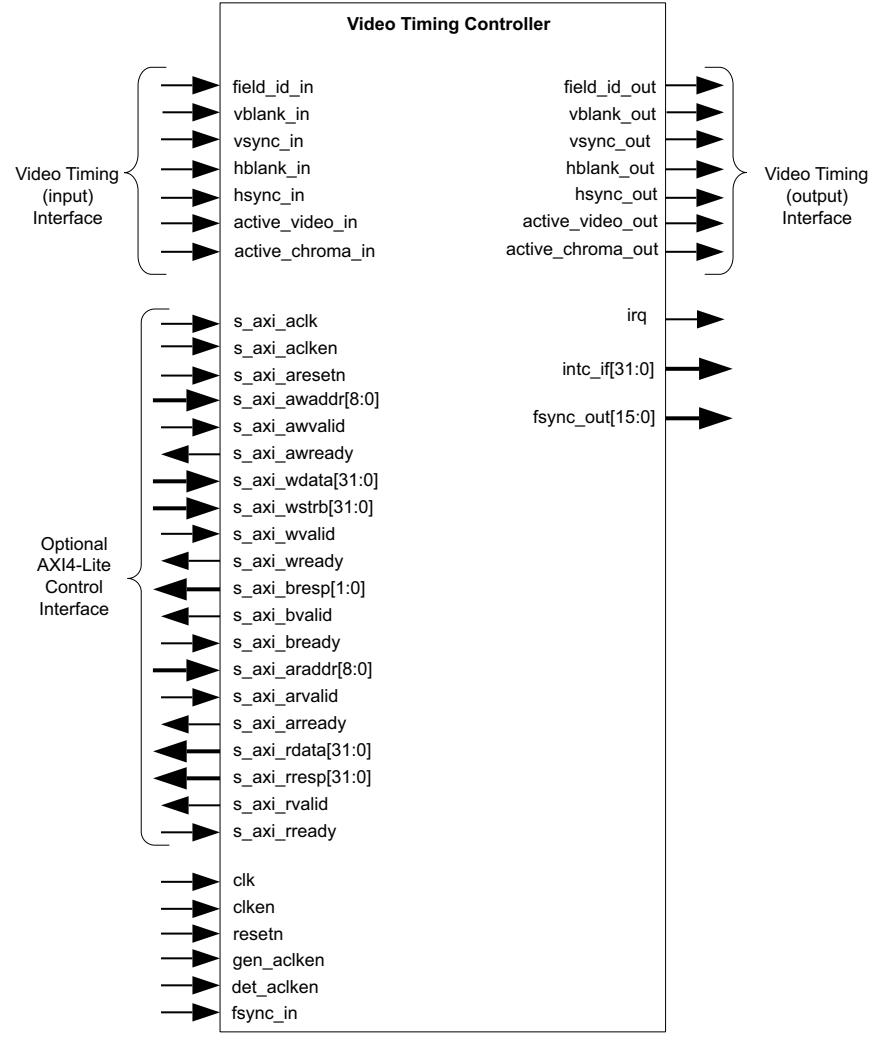 Video Timing Controller
Video Timing
(input)
Interface
field_id_in
vblank_in
vsync_in
hblank_in
hsync_in
active_video_in
active_chroma_in
field_id_out
vblank_out
vsync_out
hblank_out
hsync_out
active_video_out
active_chroma_out
Video Timing
(output)
Interface
irq
intc_if[31:0]
fsync_out[15:0]
Optional
AXI4-Lite
Control
Interface
s_axi_aclk
s_axi_aclken
s_axi_aresetn
s_axi_awaddr[8:0]
s_axi_awvalid
s_axi_awready
s_axi_wdata[31:0]
s_axi_wstrb[31:0]
s_axi_wvalid
s_axi_wready
s_axi_bresp[1:0]
s_axi_bvalid
s_axi_bready
s_axi_araddr[8:0]
s_axi_arvalid
s_axi_arready
s_axi_rdata[31:0]
s_axi_rresp[31:0]
s_axi_rvalid
s_axi_rready
clk
clken
resetn
gen_aclken
det_aclken
fsync_in